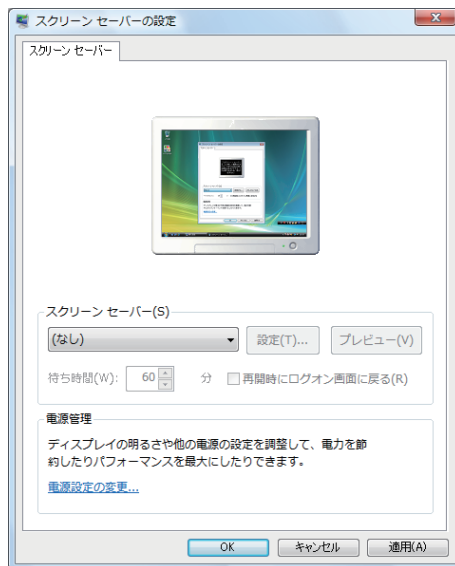 スクリーン セーバーの設定
スクリーン セーバー
スクリーン セーバー(S)
(なし)
設定(T)...
プレビュー(V)
待ち時間(W):
60
分
再開時にログオン画面に戻る(R)
電源管理
ディスプレイの明るさや他の電源の設定を調整して、電力を節
約したりパフォーマンスを最大にしたりできます。
電源設定の変更...
OK
キャンセル
適用(A)